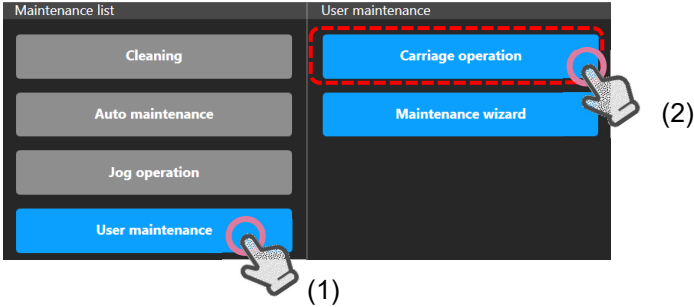 Maintenance list
Cleaning
Auto maintenance
Jog operation
User maintenance
(1)
User maintenance
Carriage operation
Maintenance wizard
(2)